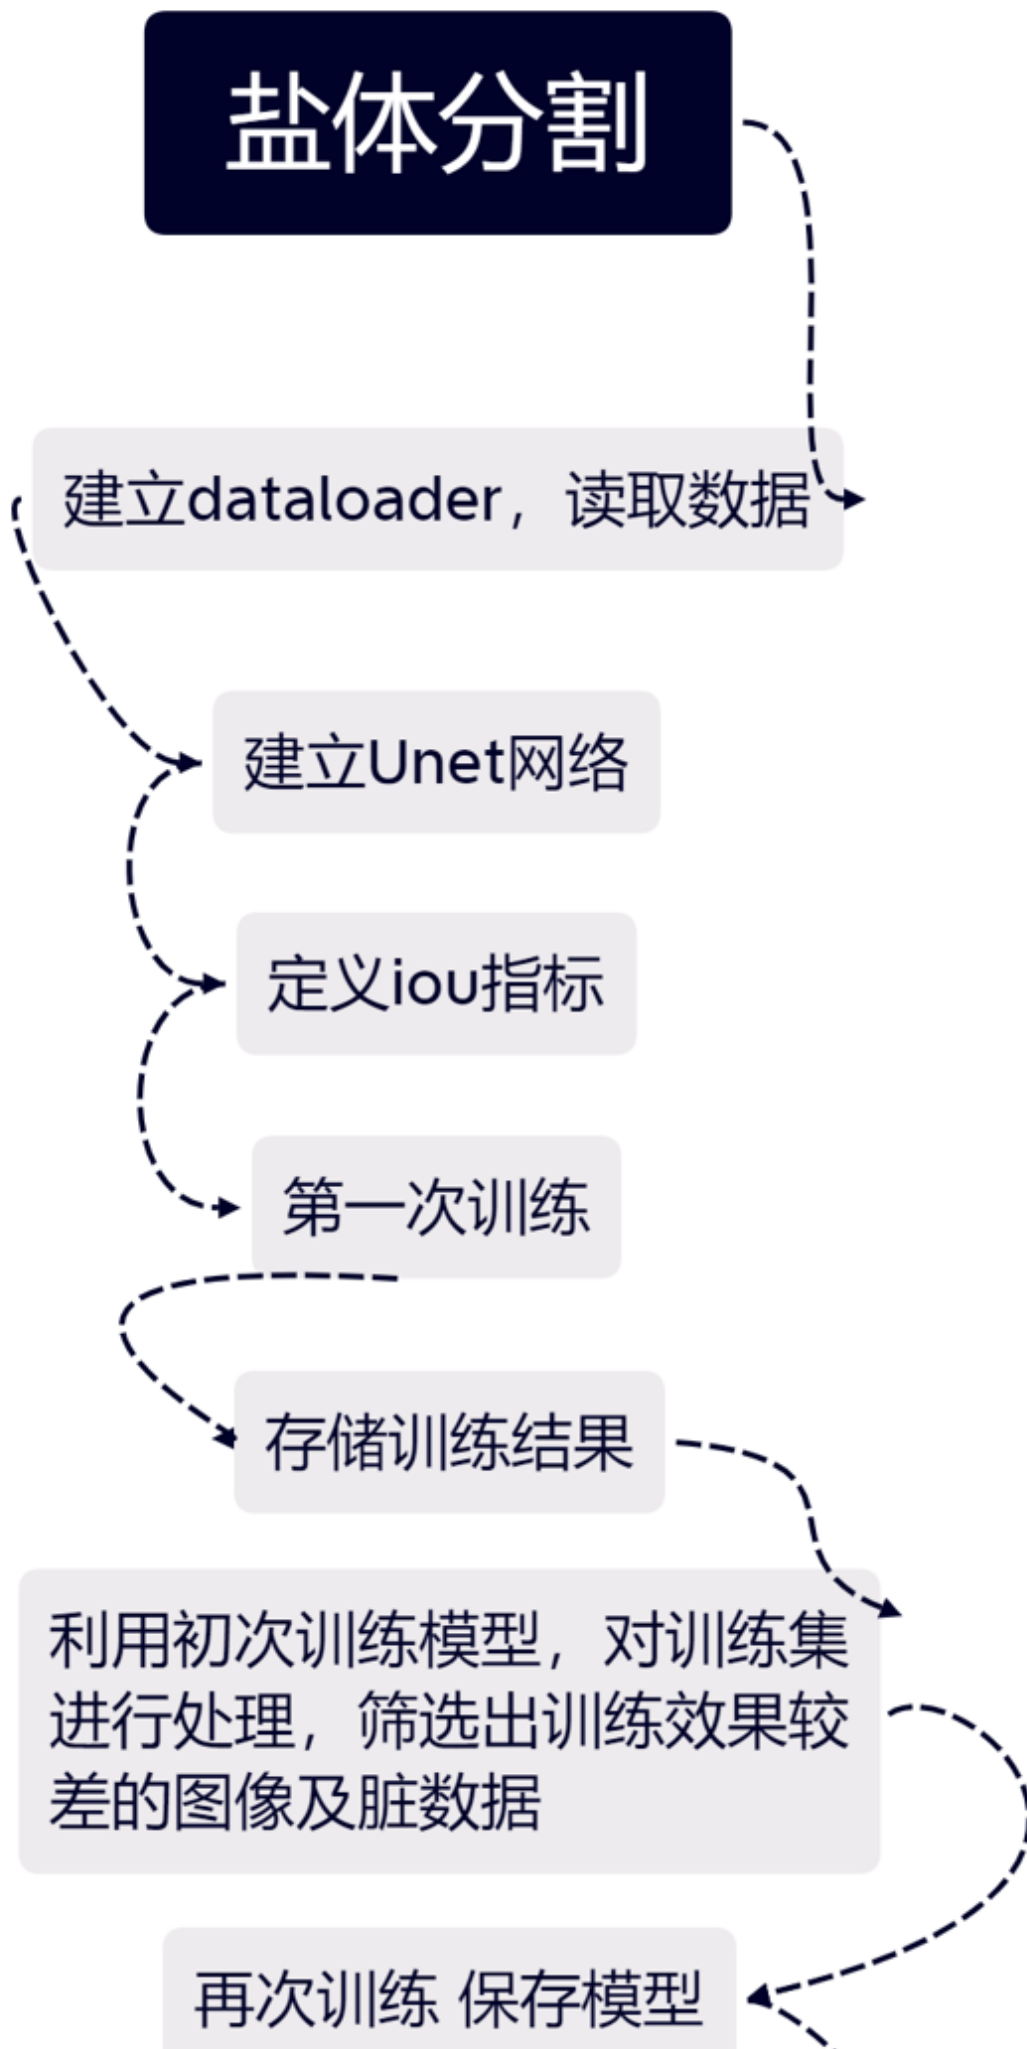 盐体分割
建立dataloader，读取数据
建立Unet网络
定义iou指标
第一次训练
存储训练结果
利用初次训练模型，对训练集
进行处理，筛选出训练效果较
差的图像及脏数据
再次训练 保存模型